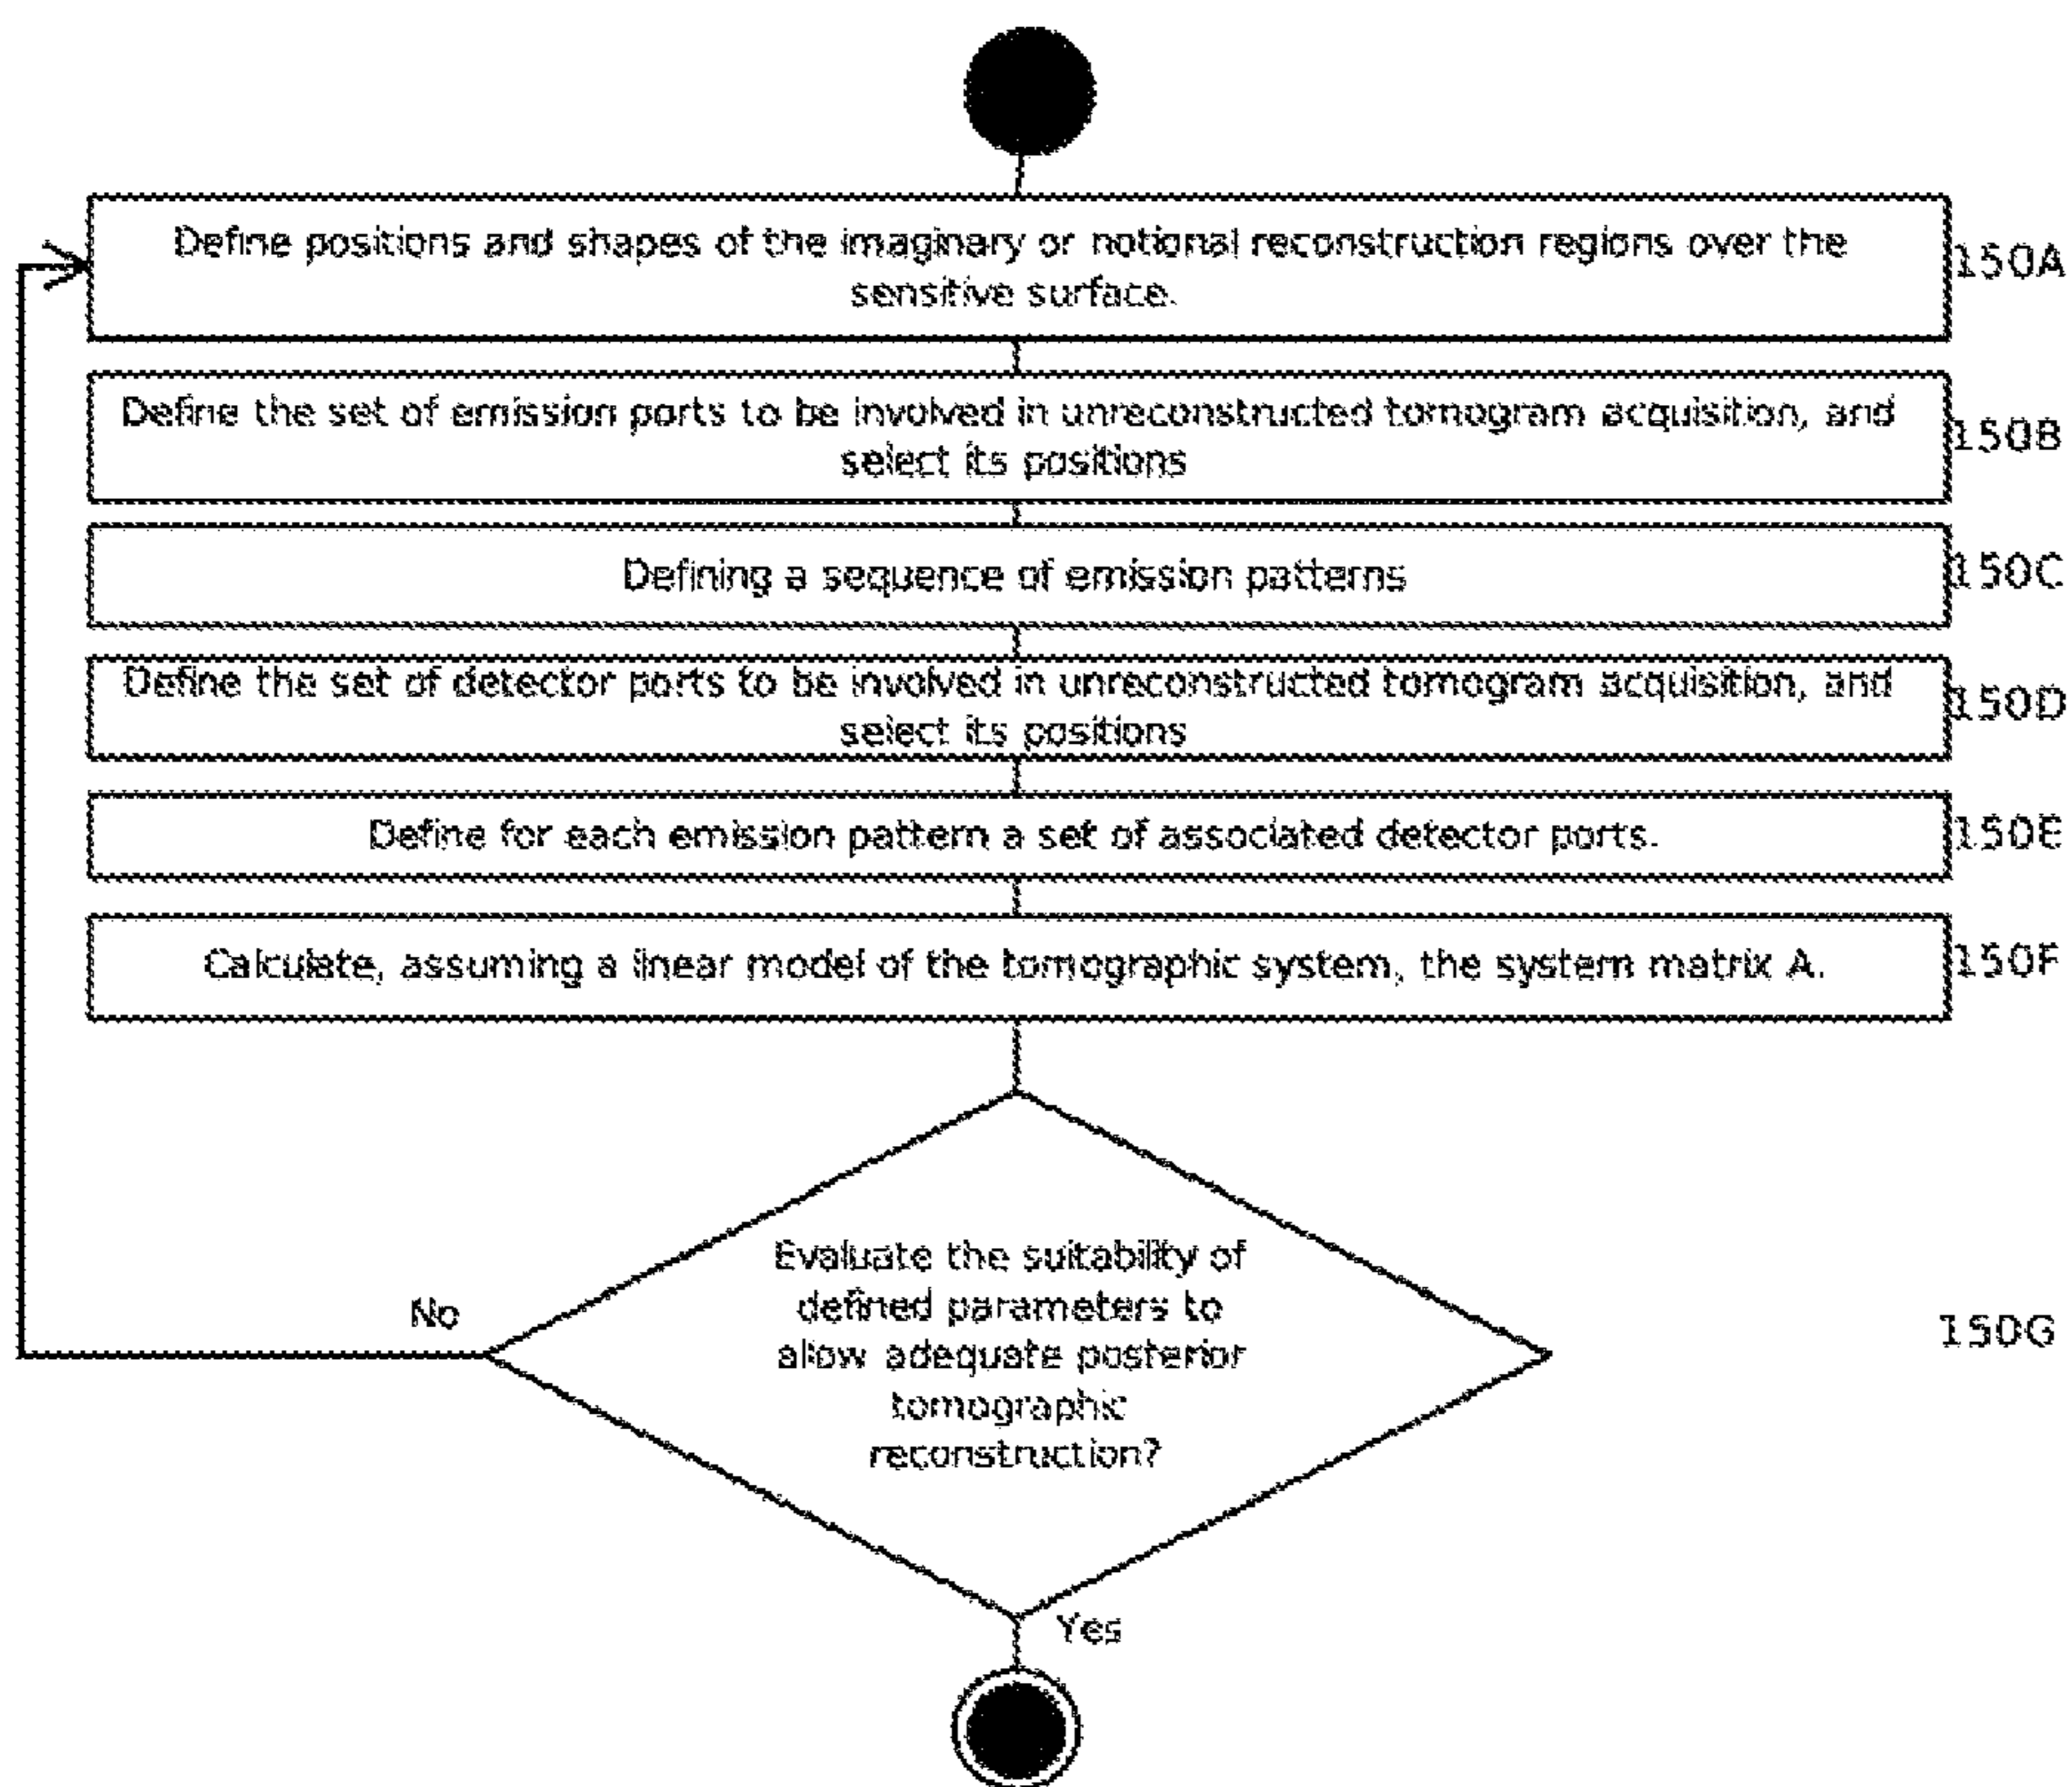 Define positions and shapes of the imaginary or notional reconstruction regions over the
sensitive surface.
150A
Define the set of emission ports to be involved in unreconstructed tomogram acquisition, and
select its positions
150B
Defining a sequence of emission patterns
150C
Define the set of detector ports to be involved in unreconstructed tomogram acquisition, and
select its positions
150D
Define for each emission pattern a set of associated detector ports.
150E
Calculate, assuming a linear model of the tomographic system, the system matrix A.
150F
Evaluate the suitability of
defined parameters to
allow adequate posterior
tomographic
reconstruction?
No
150G
Yes